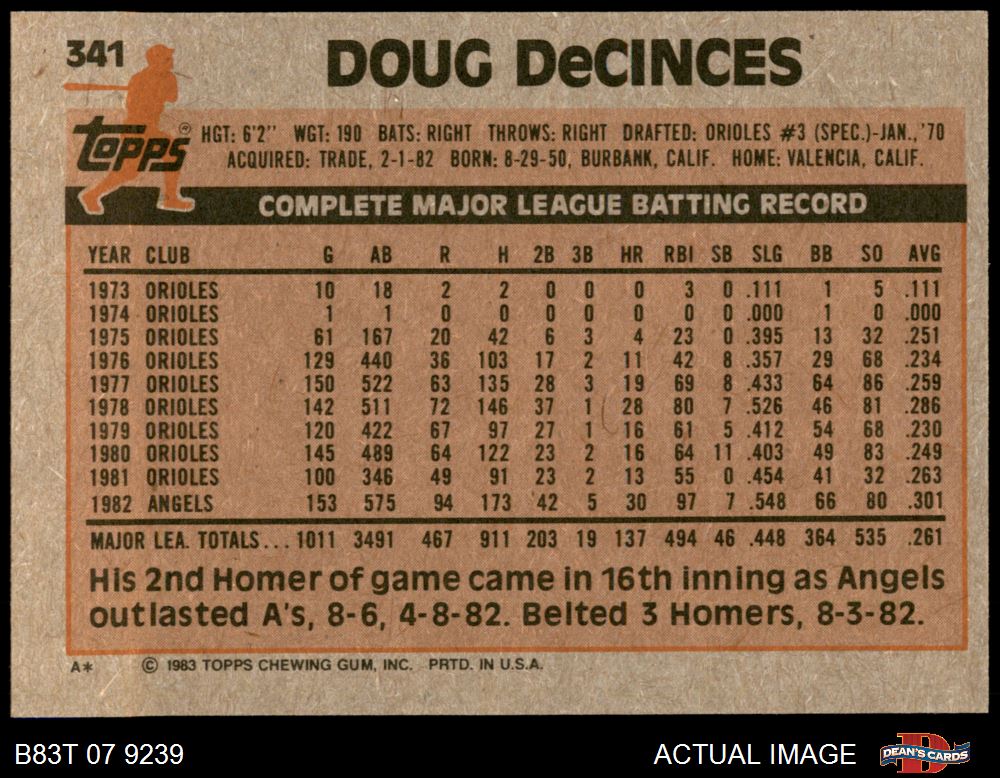 341
DOUG DeCINCES
topps ®
HGT: 6'2" WGT: 190 BATS: RIGHT THROWS: RIGHT DRAFTED: ORIOLES #3 (SPEC.)-JAN., '70
ACQUIRED: TRADE, 2-1-82 BORN: 8-29-50, BURBANK, CALIF. HOME: VALENCIA, CALIF.
COMPLETE MAJOR LEAGUE BATTING RECORD
YEAR CLUB G AB R H 2B 3B HR RBI SB SLG BB SO AVG
1973 ORIOLES 10 18 2 2 0 0 0 3 0 .111 1 5 .111
1974 ORIOLES 1 1 0 0 0 0 0 0 0 .000 1 0 .000
1975 ORIOLES 61 167 20 42 6 3 4 23 0 .395 13 32 .251
1976 ORIOLES 129 440 36 103 17 2 11 42 8 .357 29 68 .234
1977 ORIOLES 150 522 63 135 28 3 19 69 8 .433 64 86 .259
1978 ORIOLES 142 511 72 146 37 1 28 80 7 .526 46 81 .286
1979 ORIOLES 120 422 67 97 27 1 16 61 5 .412 54 68 .230
1980 ORIOLES 145 489 64 122 23 2 16 64 11 .403 49 83 .249
1981 ORIOLES 100 346 49 91 23 2 13 55 0 .454 41 32 .263
1982 ANGELS 153 575 94 173 42 5 30 97 7 .548 66 80 .301
MAJOR LEA. TOTALS... 1011 3491 467 911 203 19 137 494 46 .448 364 535 .261
His 2nd Homer of game came in 16th inning as Angels
outlasted A's, 8-6, 4-8-82. Belted 3 Homers, 8-3-82.
A* © 1983 TOPPS CHEWING GUM, INC. PRTD. IN U.S.A.
B83T 07 9239 ACTUAL IMAGE DEAN'S CARDS